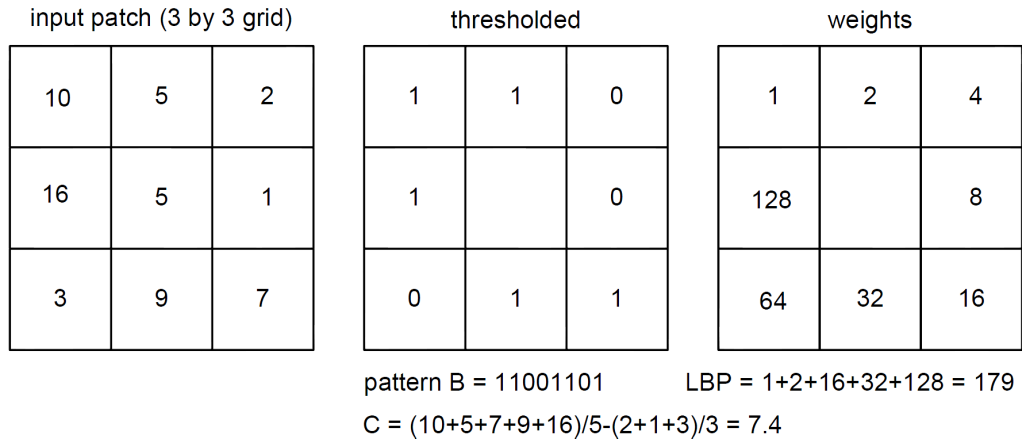 input patch (3 by 3 grid) thresholded weights
10 5 2 1 1 0 1 2 4
16 5 1 1 0 128 8
3 9 7 0 1 1 64 32 16
pattern B = 11001101 LBP = 1+2+16+32+128 = 179
C = (10+5+7+9+16)/5-(2+1+3)/3 = 7.4